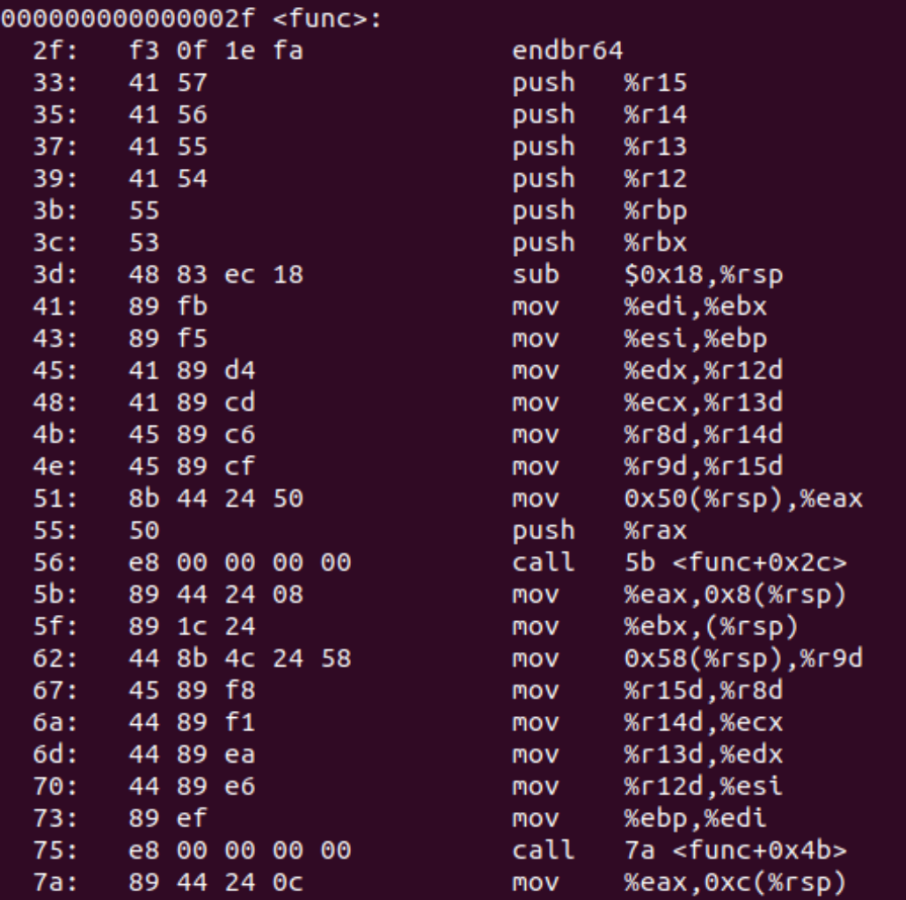 000000000000002f <func>:
  2f:	f3 0f 1e fa          	endbr64
  33:	41 57                	push   %r15
  35:	41 56                	push   %r14
  37:	41 55                	push   %r13
  39:	41 54                	push   %r12
  3b:	55                   	push   %rbp
  3c:	53                   	push   %rbx
  3d:	48 83 ec 18          	sub    $0x18,%rsp
  41:	89 fb                	mov    %edi,%ebx
  43:	89 f5                	mov    %esi,%ebp
  45:	41 89 d4             	mov    %edx,%r12d
  48:	41 89 cd             	mov    %ecx,%r13d
  4b:	45 89 c6             	mov    %r8d,%r14d
  4e:	45 89 cf             	mov    %r9d,%r15d
  51:	8b 44 24 50          	mov    0x50(%rsp),%eax
  55:	50                   	push   %rax
  56:	e8 00 00 00 00       	call   5b <func+0x2c>
  5b:	89 44 24 08          	mov    %eax,0x8(%rsp)
  5f:	89 1c 24             	mov    %ebx,(%rsp)
  62:	44 8b 4c 24 58       	mov    0x58(%rsp),%r9d
  67:	45 89 f8             	mov    %r15d,%r8d
  6a:	44 89 f1             	mov    %r14d,%ecx
  6d:	44 89 ea             	mov    %r13d,%edx
  70:	44 89 e6             	mov    %r12d,%esi
  73:	89 ef                	mov    %ebp,%edi
  75:	e8 00 00 00 00       	call   7a <func+0x4b>
  7a:	89 44 24 0c          	mov    %eax,0xc(%rsp)